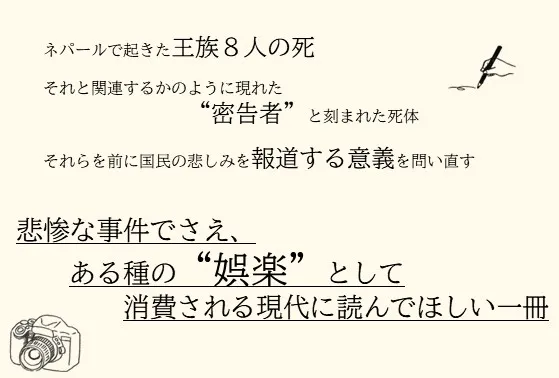 ネパールで起きた王族８人の死
それと関連するかのように現れた
“密告者”と刻まれた死体
それらを前に国民の悲しみを報道する意義を問い直す
悲惨な事件でさえ、
ある種の“娯楽”として
消費される現代に読んでほしい一冊